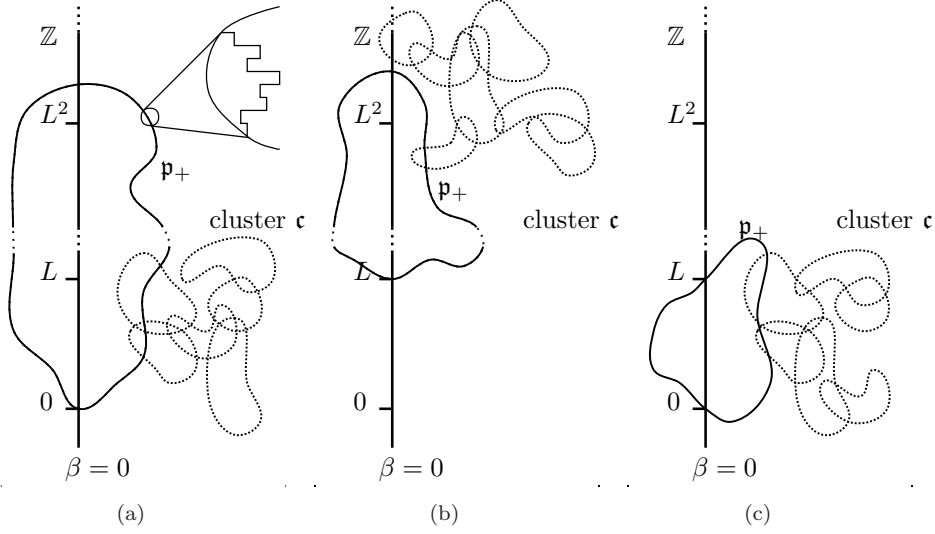 ℤ
L²
𝔭₊
cluster 𝔠
L
0
β = 0
(a)
ℤ
L²
𝔭₊
cluster 𝔠
L
0
β = 0
(b)
ℤ
L²
cluster 𝔠
𝔭₊
L
0
β = 0
(c)